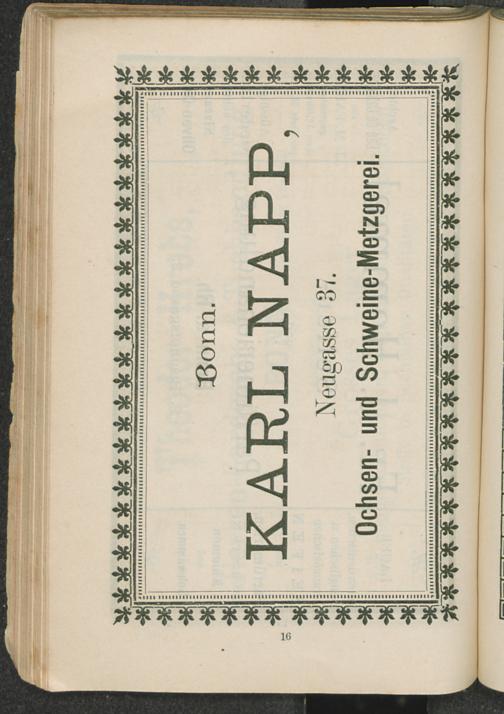 Bonn.
KARL NAPP,
Neugasse 37.
Ochsen- und Schweine-Metzgerei.
16